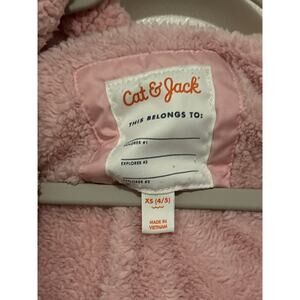 Cat & Jack
THIS BELONGS TO:
EXPLORER #1
EXPLORER #2
EXPLORER #3
XS (4/5)
MADE IN
VIETNAM